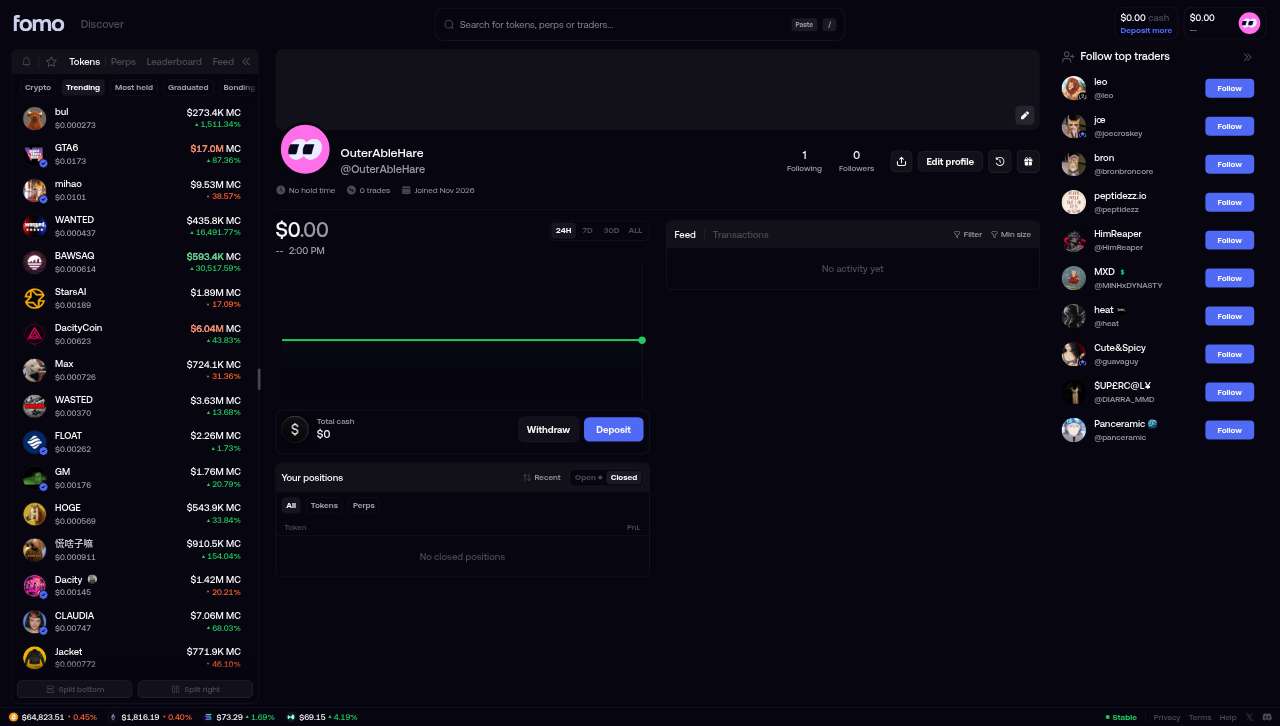 fomo
Discover
Search for tokens, perps or traders...
Paste
/
$0.00 cash
Deposit more
$0.00
—
Tokens Perps Leaderboard Feed
Crypto Trending Most held Graduated Bonding
bul $273.4K MC
$0.000273 1,511.34%
GTA6 $17.0M MC
$0.0173 87.36%
mihao $9.53M MC
$0.0101 38.57%
WANTED $435.8K MC
$0.000437 16,491.77%
BAWSAQ $593.4K MC
$0.000614 30,517.59%
StarsAI $1.89M MC
$0.00189 17.09%
DacityCoin $6.04M MC
$0.00623 43.83%
Max $724.1K MC
$0.000726 31.36%
WASTED $3.63M MC
$0.00370 13.68%
FLOAT $2.26M MC
$0.00262 1.73%
GM $1.76M MC
$0.00176 20.79%
HOGE $543.9K MC
$0.000569 33.84%
慌啥子嘛 $910.5K MC
$0.000911 154.04%
Dacity $1.42M MC
$0.00145 20.21%
CLAUDIA $7.06M MC
$0.00747 68.03%
Jacket $771.9K MC
$0.000772 46.10%
Split bottom Split right
OuterAbleHare
@OuterAbleHare
No hold time 0 trades Joined Nov 2026
1 Following
0 Followers
Edit profile
$0.00
-- 2:00 PM
24H 7D 30D ALL
Total cash
$0
Withdraw Deposit
Your positions
Recent Open Closed
All Tokens Perps
Token PnL
No closed positions
Feed Transactions Filter Min size
No activity yet
Follow top traders
leo
@leo
Follow
jœ
@joecroskey
Follow
bron
@bronbroncore
Follow
peptidezz.io
@peptidezz
Follow
HimReaper
@HimReaper
Follow
MXD
@MINHxDYNASTY
Follow
heat
@heat
Follow
Cute&Spicy
@guavaguy
Follow
$UP£RC@L¥
@DIARRA_MMD
Follow
Panceramic
@panceramic
Follow
$64,823.51 0.45% $1,816.19 0.40% $73.29 1.69% $69.15 4.19%
Stable Privacy Terms Help